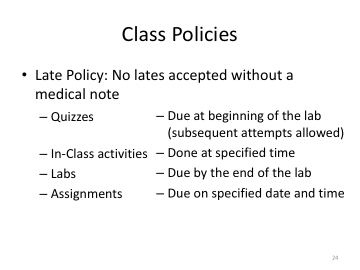 Class Policies
• Late Policy: No lates accepted without a
medical note
– Quizzes – Due at beginning of the lab
(subsequent attempts allowed)
– In-Class activities – Done at specified time
– Labs – Due by the end of the lab
– Assignments – Due on specified date and time
24